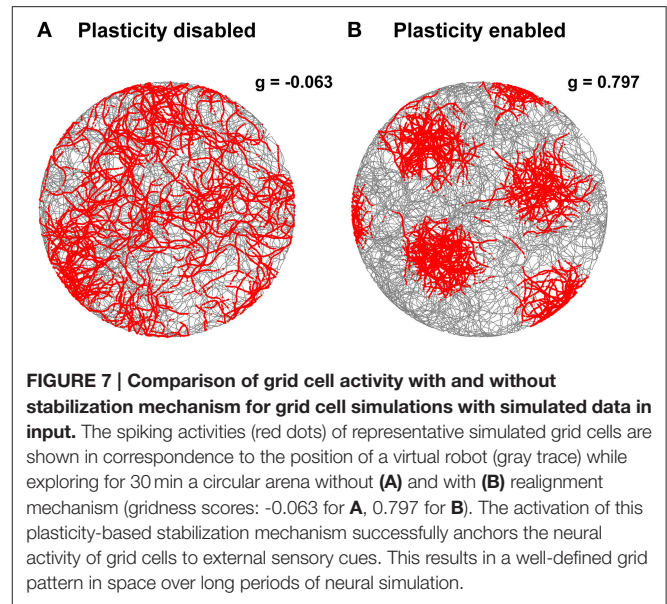 A Plasticity disabled
B Plasticity enabled
g = -0.063
g = 0.797
FIGURE 7 | Comparison of grid cell activity with and without
stabilization mechanism for grid cell simulations with simulated data in
input. The spiking activities (red dots) of representative simulated grid cells are
shown in correspondence to the position of a virtual robot (gray trace) while
exploring for 30 min a circular arena without (A) and with (B) realignment
mechanism (gridness scores: -0.063 for A, 0.797 for B). The activation of this
plasticity-based stabilization mechanism successfully anchors the neural
activity of grid cells to external sensory cues. This results in a well-defined grid
pattern in space over long periods of neural simulation.